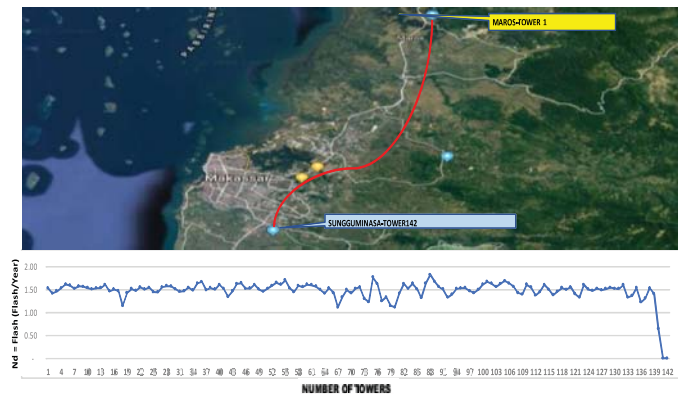 MAROS-TOWER 1
Makassar
SUNGGUMINASA-TOWER142
Nd = Flash (Flash/Year)
2.00
1.50
1.00
0.50
-
1 4 7 10 13 16 19 22 25 28 31 34 37 40 43 46 49 52 55 58 61 64 67 70 73 76 79 82 85 88 91 94 97 100 103 106 109 112 115 118 121 124 127 130 133 136 139 142
NUMBER OF TOWERS